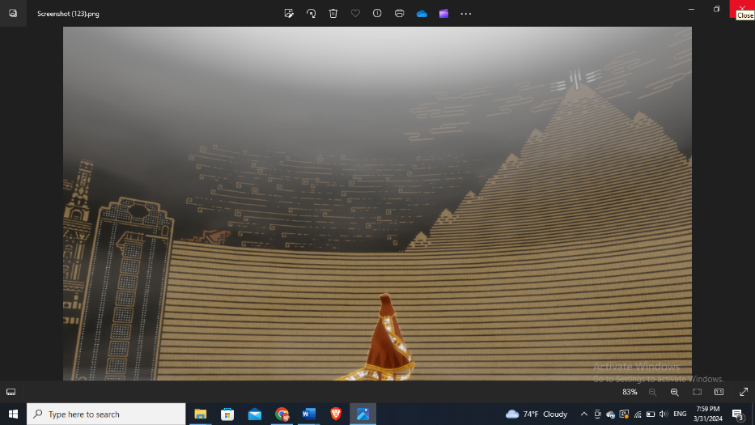 Screenshot (123).png
Close
Activate Windows
Go to Settings to activate Windows.
83%
Type here to search
74°F Cloudy
ENG
7:59 PM
3/31/2024
3